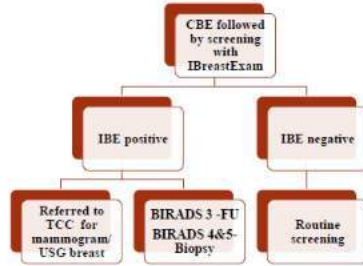 CBE followed
by screening
with
IBreastExam
IBE positive
IBE negative
Referred to
TCC for
mammogram/
USG breast
BIRADS 3 -FU
BIRADS 4&5-
Biopsy
Routine
screening